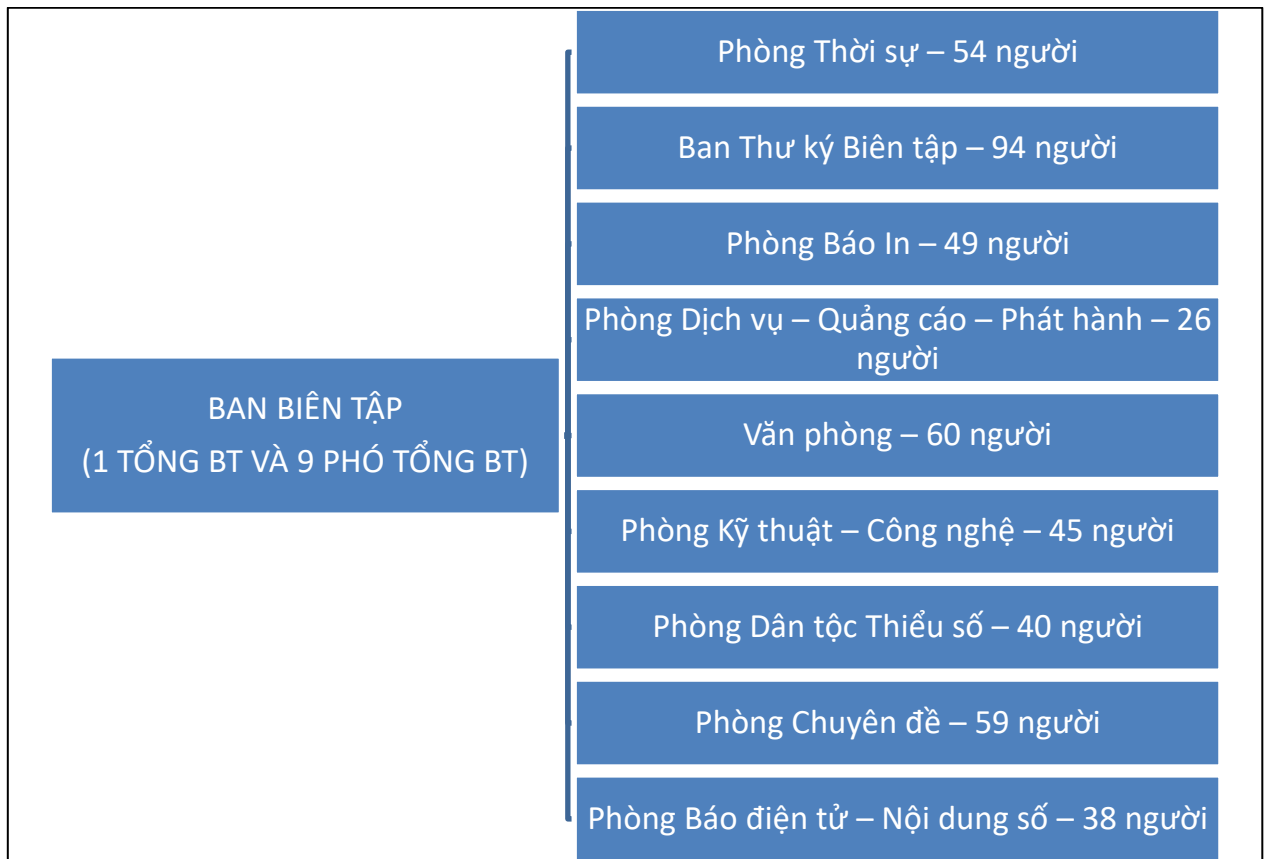 Phòng Thời sự – 54 người
Ban Thư ký Biên tập – 94 người
Phòng Báo In – 49 người
Phòng Dịch vụ – Quảng cáo – Phát hành – 26
người
BAN BIÊN TẬP
(1 TỔNG BT VÀ 9 PHÓ TỔNG BT)
Văn phòng – 60 người
Phòng Kỹ thuật – Công nghệ – 45 người
Phòng Dân tộc Thiểu số – 40 người
Phòng Chuyên đề – 59 người
Phòng Báo điện tử – Nội dung số – 38 người